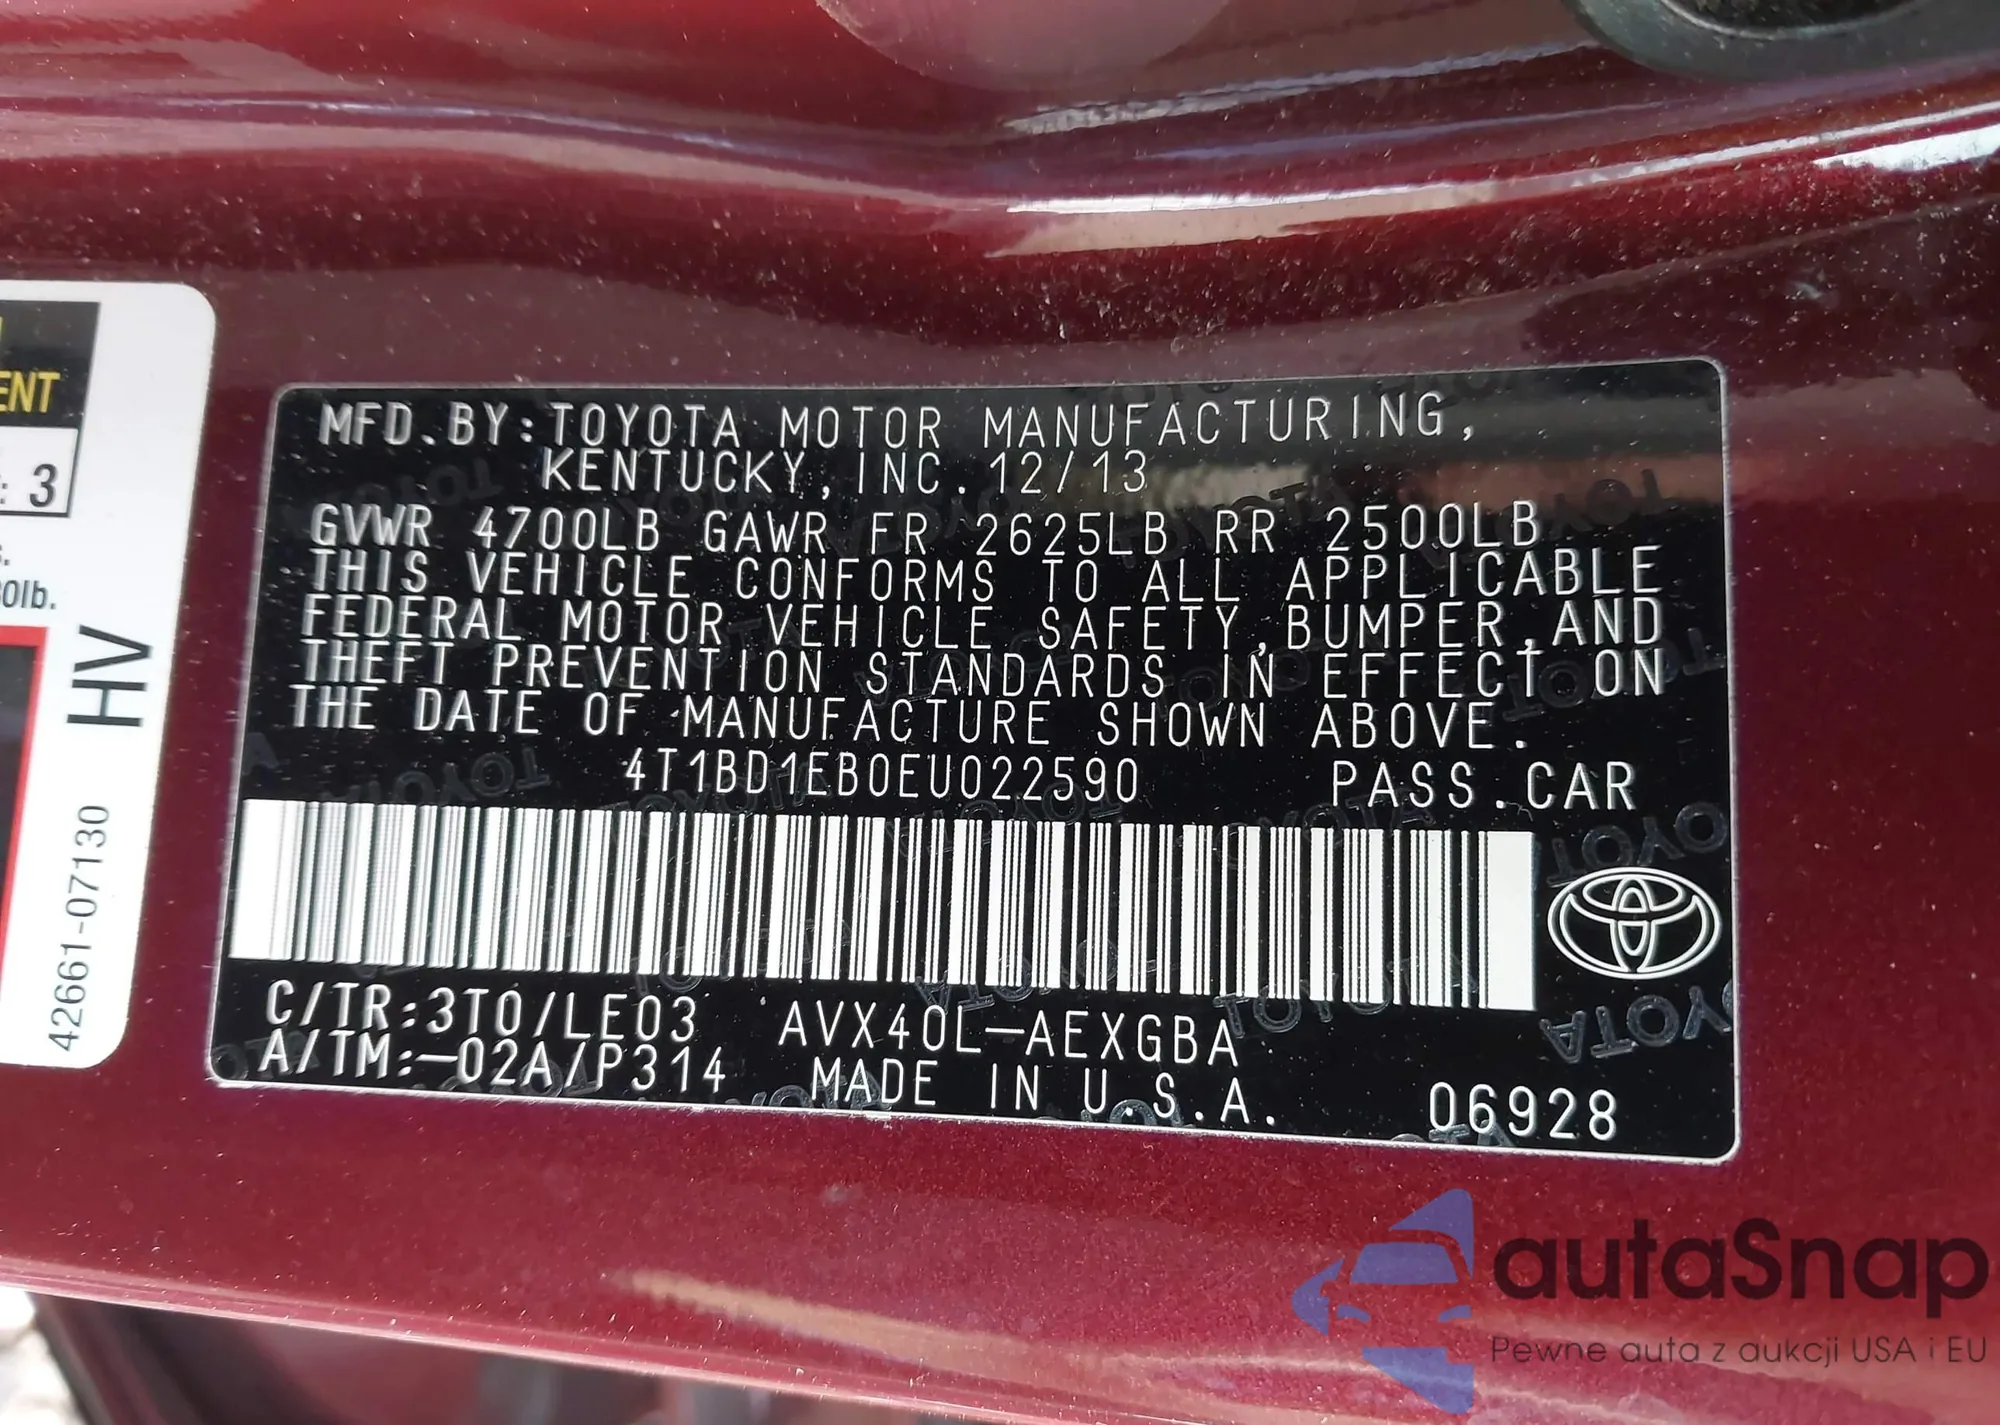 ENT
: 3
s.
0lb.
HV
42661-07130
MFD.BY:TOYOTA MOTOR MANUFACTURING,
KENTUCKY,INC.12/13
GVWR 4700LB GAWR FR 2625LB RR 2500LB
THIS VEHICLE CONFORMS TO ALL APPLICABLE
FEDERAL MOTOR VEHICLE SAFETY,BUMPER,AND
THEFT PREVENTION STANDARDS IN EFFECT ON
THE DATE OF MANUFACTURE SHOWN ABOVE.
4T1BD1EB0EU022590 PASS.CAR
C/TR:3T0/LE03 AVX40L-AEXGBA
A/TM:-02A/P314 MADE IN U.S.A. 06928
autaSnap
Pewne auta z aukcji USA i EU